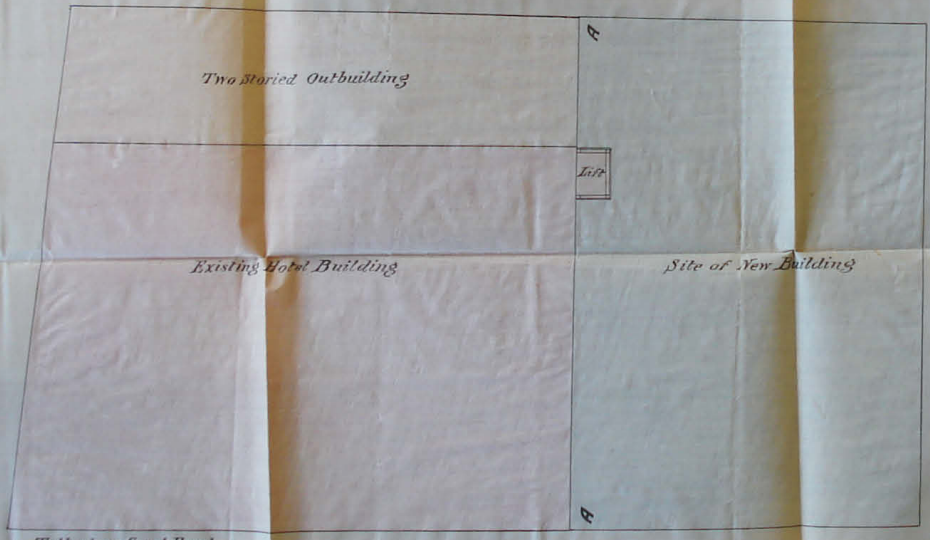 A
Two Storied Outbuilding
Lift
Existing Hotel Building
Site of New Building
A